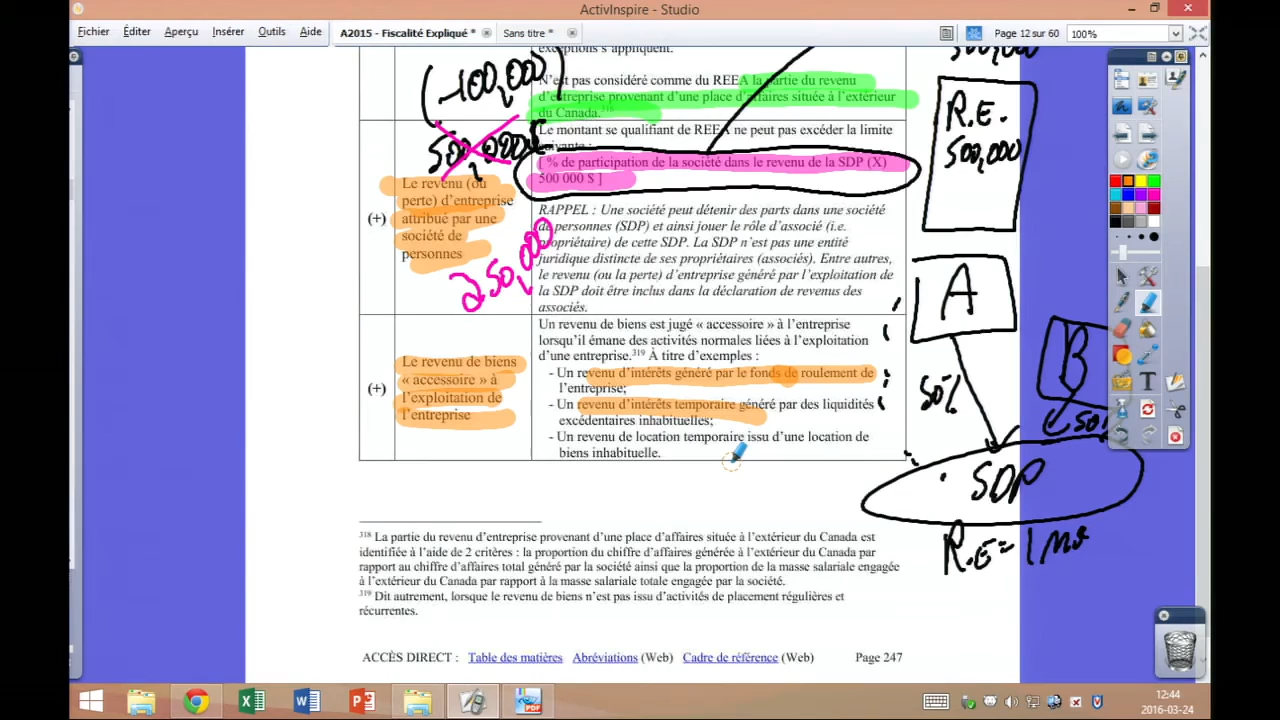 ActivInspire - Studio
Fichier Éditer Aperçu Insérer Outils Aide
A2015 - Fiscalité Expliqué *
Sans titre *
Page 12 sur 60
100%
exceptions s'appliquent.
N'est pas considéré comme du REEA la partie du revenu
d'entreprise provenant d'une place d'affaires située à l'extérieur
du Canada.318
Le montant se qualifiant de REEA ne peut pas excéder la limite
suivante :
[ % de participation de la société dans le revenu de la SDP (X)
500 000 $ ]
(+)
Le revenu (ou
perte) d'entreprise
attribué par une
société de
personnes
RAPPEL : Une société peut détenir des parts dans une société
de personnes (SDP) et ainsi jouer le rôle d'associé (i.e.
propriétaire) de cette SDP. La SDP n'est pas une entité
juridique distincte de ses propriétaires (associés). Entre autres,
le revenu (ou la perte) d'entreprise généré par l'exploitation de
la SDP doit être inclus dans la déclaration de revenus des
associés.
(+)
Le revenu de biens
« accessoire » à
l'exploitation de
l'entreprise
Un revenu de biens est jugé « accessoire » à l'entreprise
lorsqu'il émane des activités normales liées à l'exploitation
d'une entreprise.319 À titre d'exemples :
- Un revenu d'intérêts généré par le fonds de roulement de
l'entreprise;
- Un revenu d'intérêts temporaire généré par des liquidités
excédentaires inhabituelles;
- Un revenu de location temporaire issu d'une location de
biens inhabituelle.
318 La partie du revenu d'entreprise provenant d'une place d'affaires située à l'extérieur du Canada est
identifiée à l'aide de 2 critères : la proportion du chiffre d'affaires générée à l'extérieur du Canada par
rapport au chiffre d'affaires total généré par la société ainsi que la proportion de la masse salariale engagée
à l'extérieur du Canada par rapport à la masse salariale totale engagée par la société.
319 Dit autrement, lorsque le revenu de biens n'est pas issu d'activités de placement régulières et
récurrentes.
ACCÈS DIRECT : Table des matières Abréviations (Web) Cadre de référence (Web) Page 247
(-100,000)
500,000
250,000
500,000
R.E.
500,000
A
B
50%
50%
SDP
R.E = 1 M$
12:44
2016-03-24